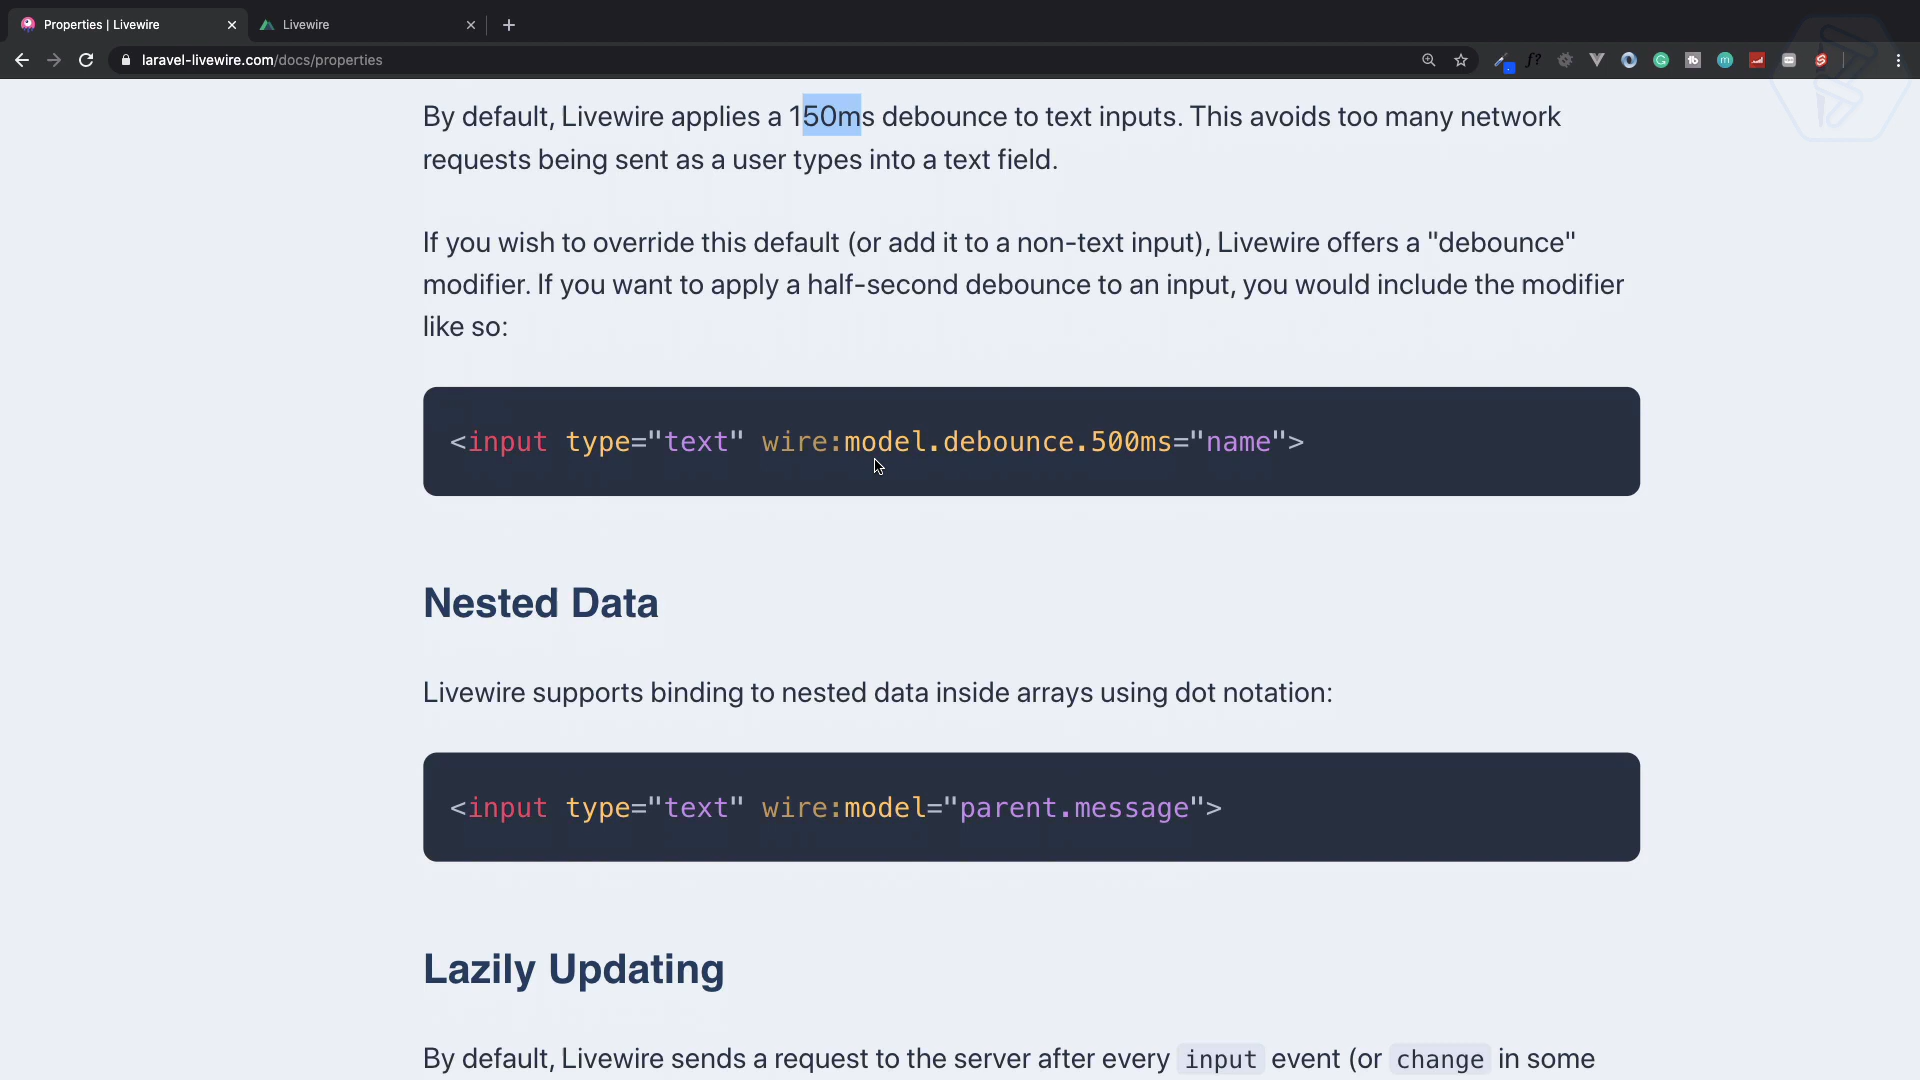 Properties | Livewire
Livewire
laravel-livewire.com/docs/properties
By default, Livewire applies a 150ms debounce to text inputs. This avoids too many network
requests being sent as a user types into a text field.
If you wish to override this default (or add it to a non-text input), Livewire offers a "debounce"
modifier. If you want to apply a half-second debounce to an input, you would include the modifier
like so:
<input type="text" wire:model.debounce.500ms="name">
Nested Data
Livewire supports binding to nested data inside arrays using dot notation:
<input type="text" wire:model="parent.message">
Lazily Updating
By default, Livewire sends a request to the server after every input event (or change in some